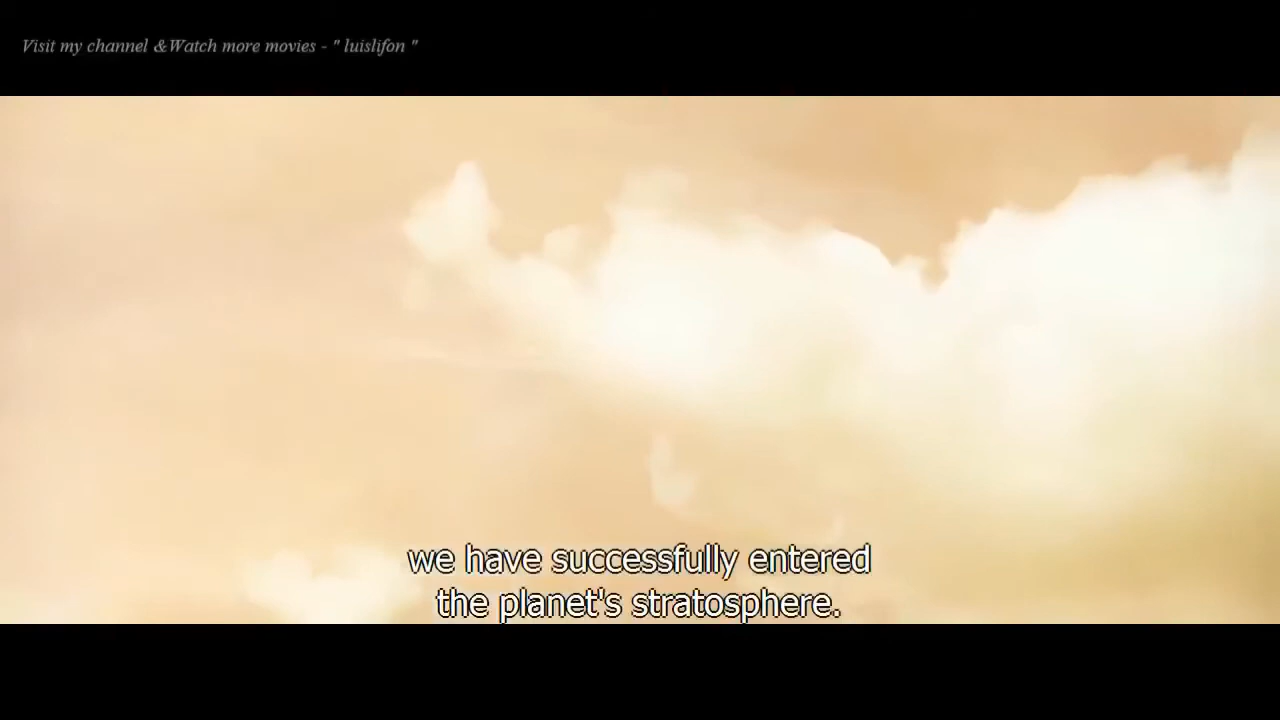 Visit my channel &Watch more movies - " luislifon "
we have successfully entered
the planet's stratosphere.